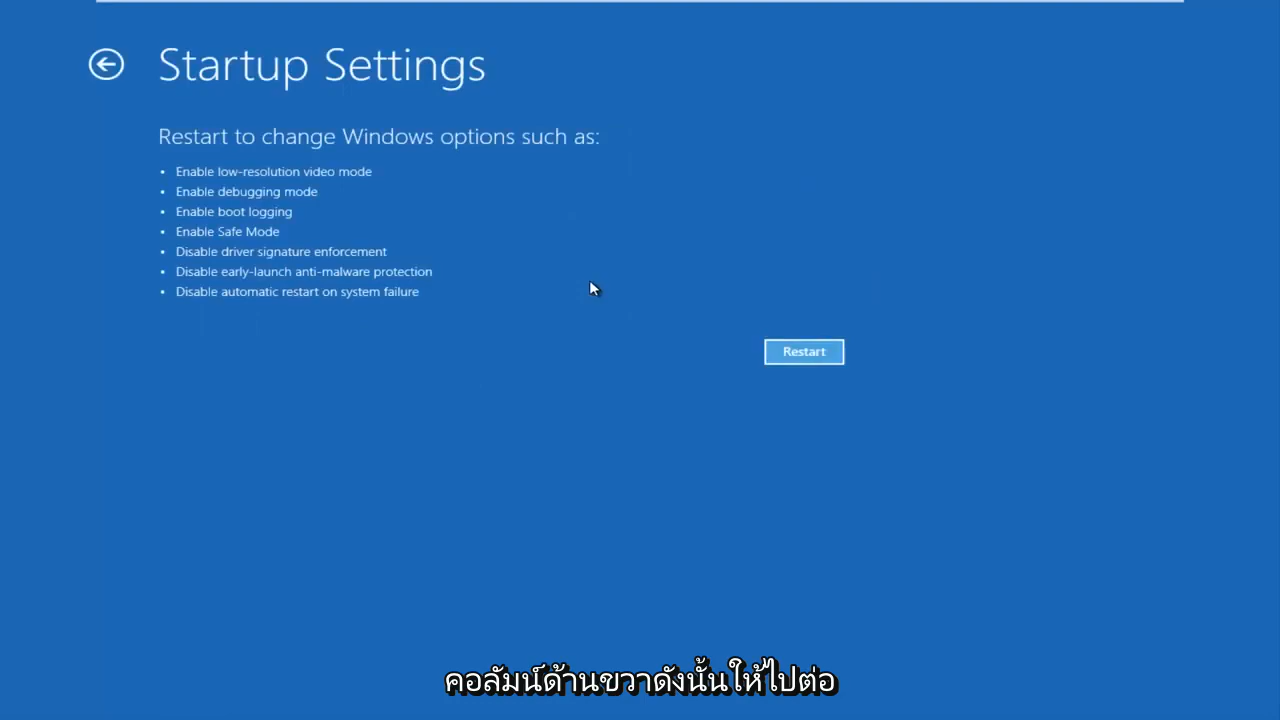 Startup Settings
Restart to change Windows options such as:
• Enable low-resolution video mode
• Enable debugging mode
• Enable boot logging
• Enable Safe Mode
• Disable driver signature enforcement
• Disable early-launch anti-malware protection
• Disable automatic restart on system failure
Restart
คอลัมน์ด้านขวาดังนั้นให้ไปต่อ